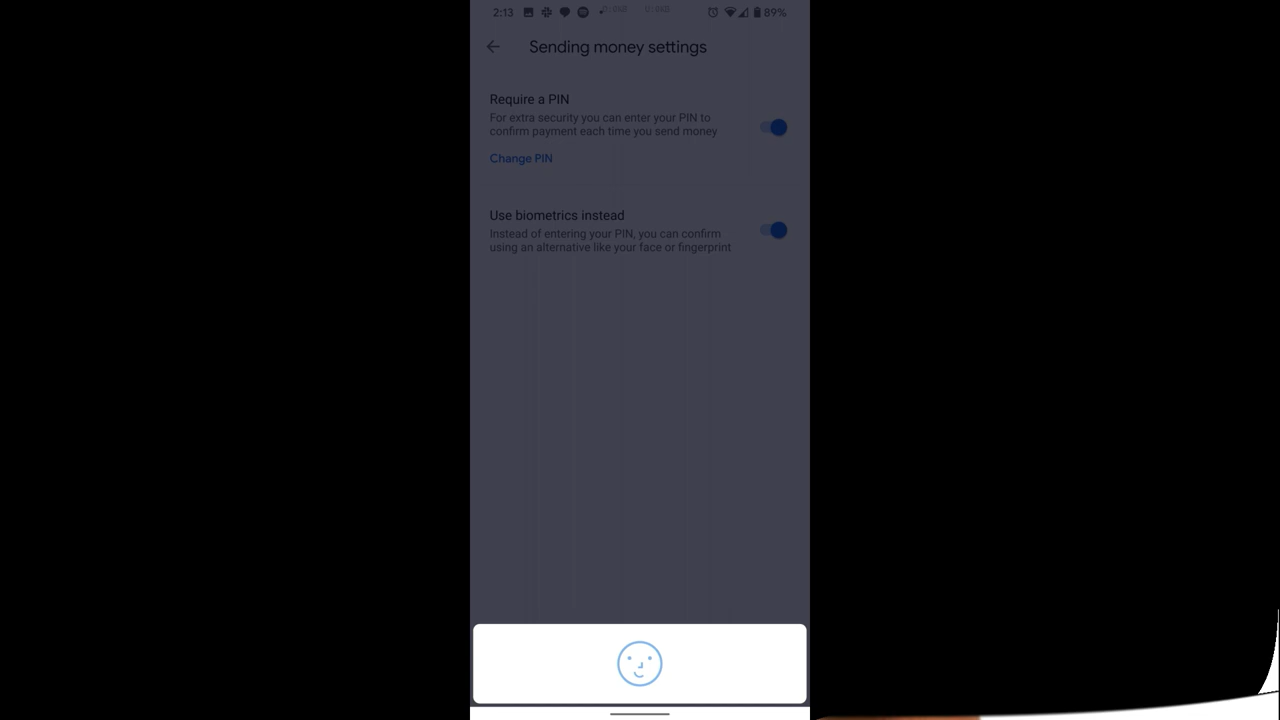 2:13
89%
Sending money settings
Require a PIN
For extra security you can enter your PIN to
confirm payment each time you send money
Change PIN
Use biometrics instead
Instead of entering your PIN, you can confirm
using an alternative like your face or fingerprint